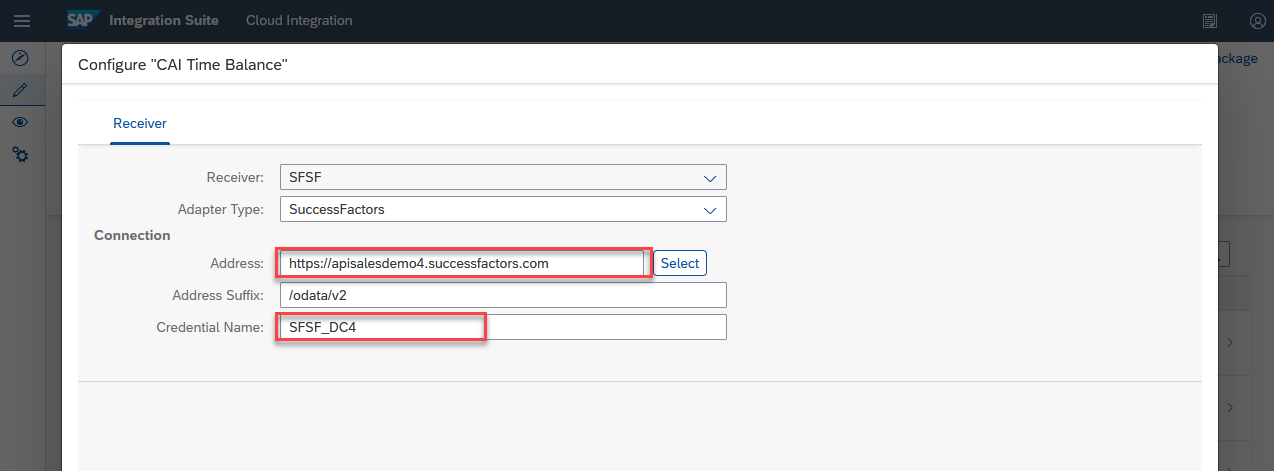 SAP Integration Suite Cloud Integration
Configure "CAI Time Balance"
ackage
Receiver
Receiver: SFSF
Adapter Type: SuccessFactors
Connection
Address: https://apisalesdemo4.successfactors.com Select
Address Suffix: /odata/v2
Credential Name: SFSF_DC4